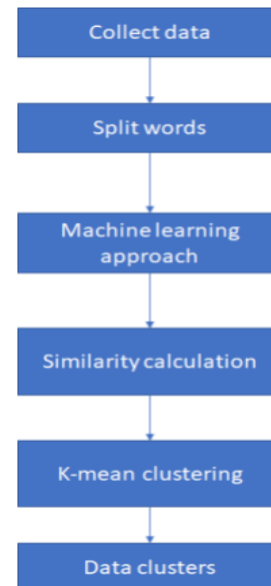 Collect data
Split words
Machine learning
approach
Similarity calculation
K-mean clustering
Data clusters